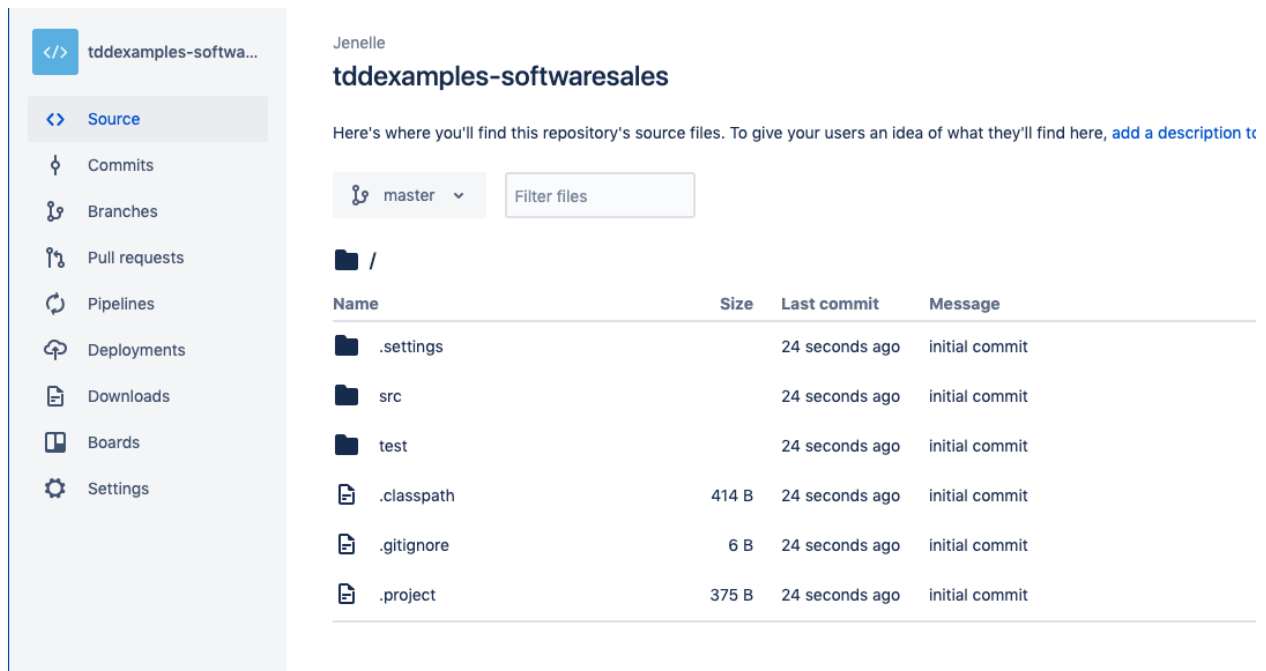 tddexamples-softwa...
Source
Commits
Branches
Pull requests
Pipelines
Deployments
Downloads
Boards
Settings
Jenelle
tddexamples-softwaresales
Here's where you'll find this repository's source files. To give your users an idea of what they'll find here, add a description to
master
Filter files
/
Name Size Last commit Message
.settings 24 seconds ago initial commit
src 24 seconds ago initial commit
test 24 seconds ago initial commit
.classpath 414 B 24 seconds ago initial commit
.gitignore 6 B 24 seconds ago initial commit
.project 375 B 24 seconds ago initial commit